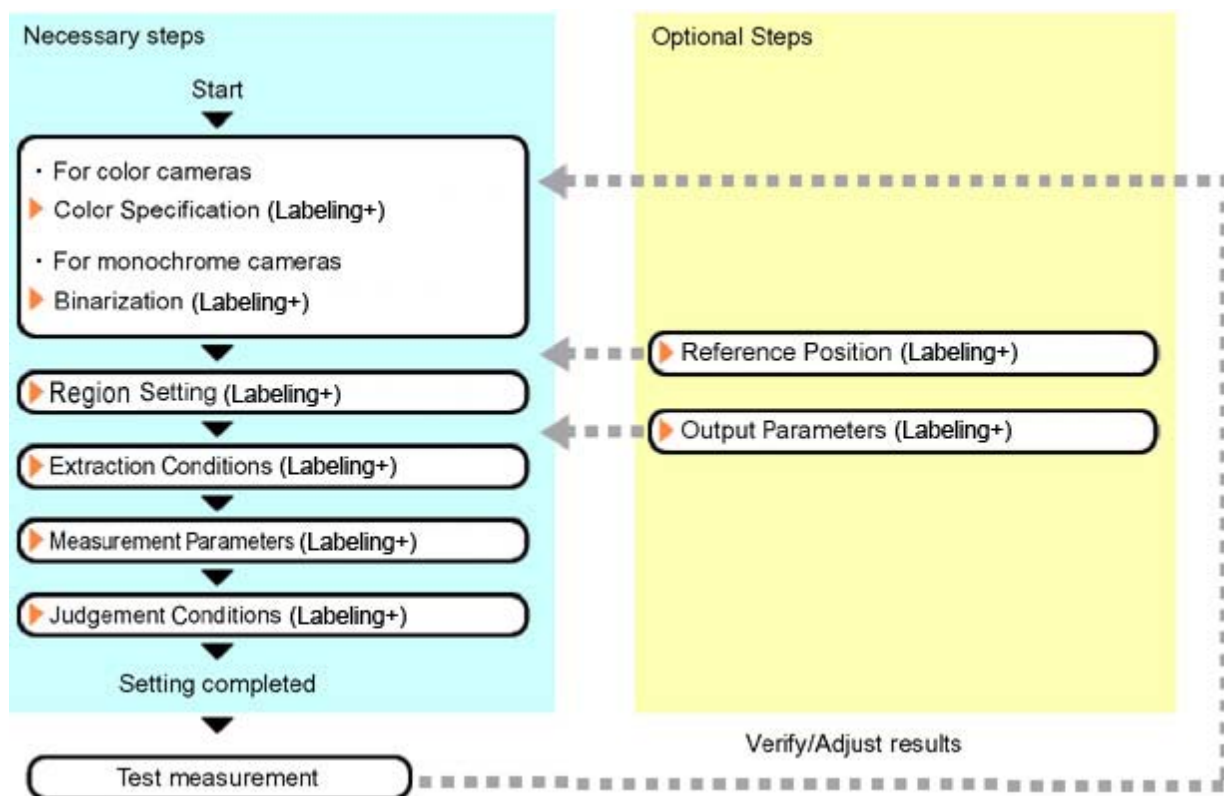 Necessary steps
Start
・For color cameras
Color Specification (Labeling+)
・For monochrome cameras
Binarization (Labeling+)
Region Setting (Labeling+)
Extraction Conditions (Labeling+)
Measurement Parameters (Labeling+)
Judgement Conditions (Labeling+)
Setting completed
Test measurement
Optional Steps
Reference Position (Labeling+)
Output Parameters (Labeling+)
Verify/Adjust results